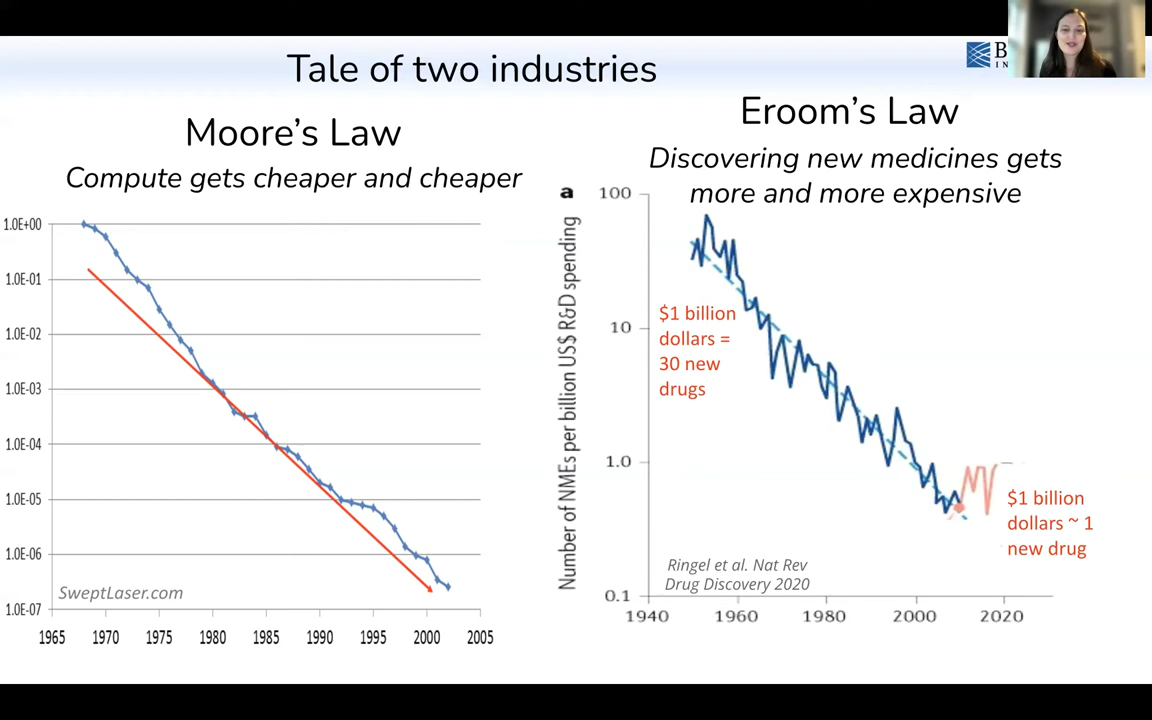 Tale of two industries
B
IN
Moore's Law
Compute gets cheaper and cheaper
1.0E+00
1.0E-01
1.0E-02
1.0E-03
1.0E-04
1.0E-05
1.0E-06
1.0E-07
SweptLaser.com
1965 1970 1975 1980 1985 1990 1995 2000 2005
Eroom's Law
Discovering new medicines gets
more and more expensive
a
Number of NMEs per billion US$ R&D spending
100
10
1.0
0.1
$1 billion
dollars =
30 new
drugs
$1 billion
dollars ~ 1
new drug
Ringel et al. Nat Rev
Drug Discovery 2020
1940 1960 1980 2000 2020